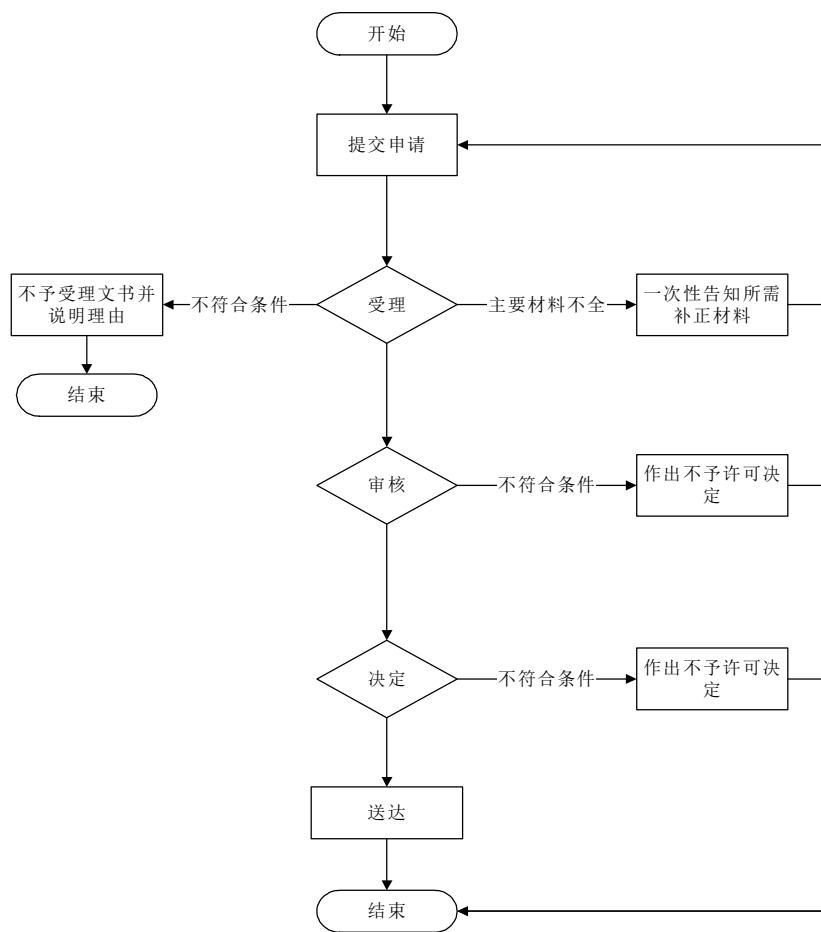 开始
提交申请
不予受理文书并
说明理由
不符合条件
受理
主要材料不全
一次性告知所需
补正材料
结束
审核
不符合条件
作出不予许可决
定
决定
不符合条件
作出不予许可决
定
送达
结束